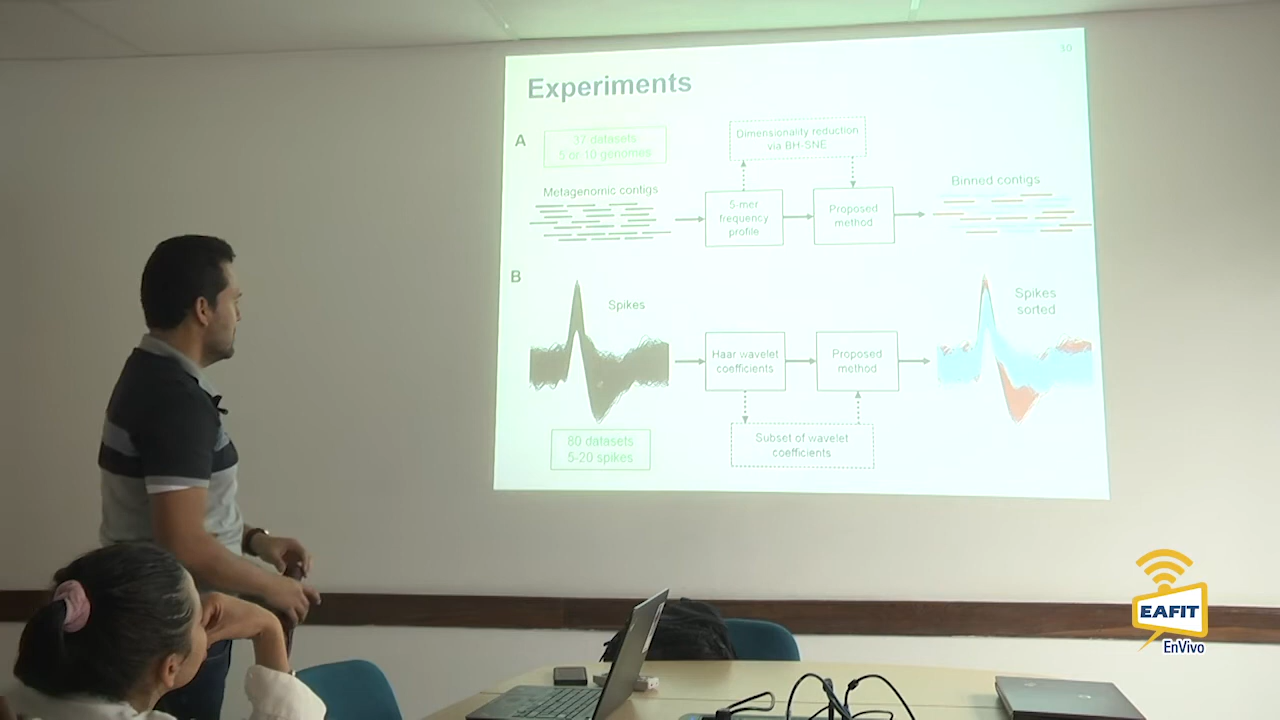 10
Experiments
A
37 datasets
5 or 10 genomes
Dimensionality reduction
via BH-SNE
Metagenomic contigs
5-mer
frequency
profile
Proposed
method
Binned contigs
B
Spikes
Haar wavelet
coefficients
Proposed
method
Spikes
sorted
80 datasets
5-20 spikes
Subset of wavelet
coefficients
EAFIT
EnVivo